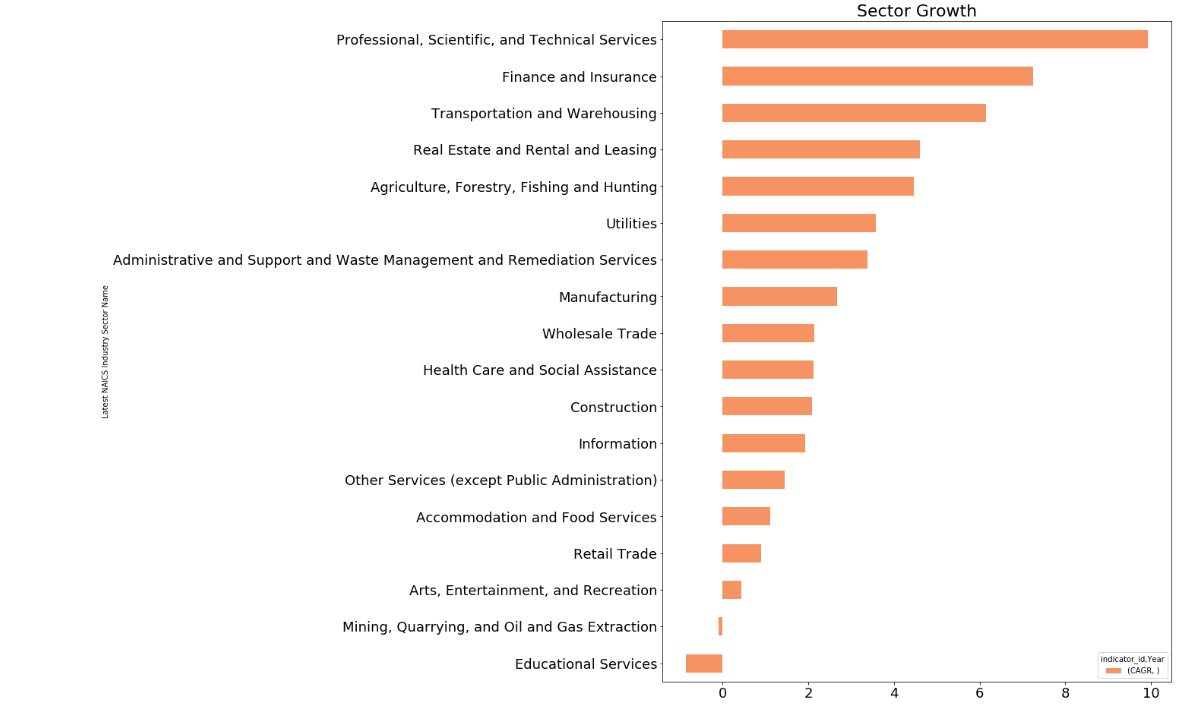 Sector Growth
Professional, Scientific, and Technical Services
Finance and Insurance
Transportation and Warehousing
Real Estate and Rental and Leasing
Agriculture, Forestry, Fishing and Hunting
Utilities
Administrative and Support and Waste Management and Remediation Services
Manufacturing
Wholesale Trade
Health Care and Social Assistance
Construction
Information
Other Services (except Public Administration)
Accommodation and Food Services
Retail Trade
Arts, Entertainment, and Recreation
Mining, Quarrying, and Oil and Gas Extraction
Educational Services
Latest NAICS Industry Sector Name
indicator_id,Year
(CAGR, )
0 2 4 6 8 10